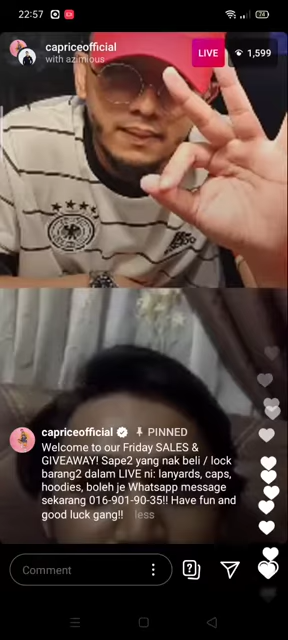 22:57
74
capriceofficial
with azimious
LIVE
1,599
capriceofficial PINNED
Welcome to our Friday SALES &
GIVEAWAY! Sape2 yang nak beli / lock
barang2 dalam LIVE ni: lanyards, caps,
hoodies, boleh je Whatsapp message
sekarang 016-901-90-35!! Have fun and
good luck gang!! less
Comment